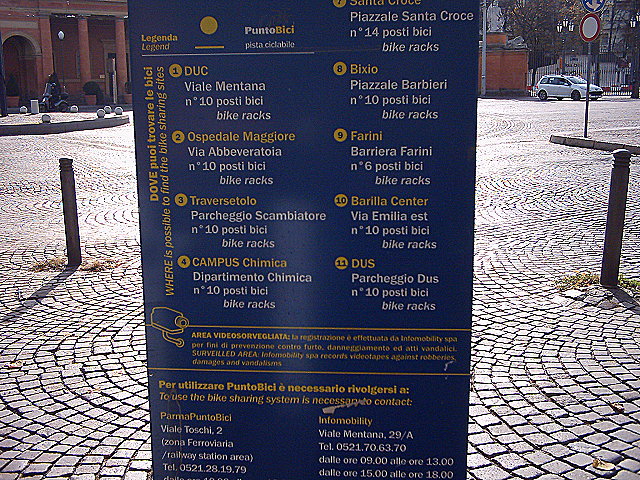 Legenda
Legend
PuntoBici
pista ciclabile
DOVE puoi trovare le bici
WHERE is possible to find the bike sharing sites
1 DUC
Viale Mentana
n°10 posti bici
bike racks
2 Ospedale Maggiore
Via Abbeveratoia
n°10 posti bici
bike racks
3 Traversetolo
Parcheggio Scambiatore
n°10 posti bici
bike racks
4 CAMPUS Chimica
Dipartimento Chimica
n°10 posti bici
bike racks
7 Santa Croce
Piazzale Santa Croce
n°14 posti bici
bike racks
8 Bixio
Piazzale Barbieri
n°10 posti bici
bike racks
9 Farini
Barriera Farini
n°6 posti bici
bike racks
10 Barilla Center
Via Emilia est
n°10 posti bici
bike racks
11 DUS
Parcheggio Dus
n°10 posti bici
bike racks
AREA VIDEOSORVEGLIATA: la registrazione è effettuata da Infomobility spa
per fini di prevenzione contro furto, danneggiamento ed atti vandalici.
SURVEILLED AREA: Infomobility spa records videotapes against robberies,
damages and vandalisms
Per utilizzare PuntoBici è necessario rivolgersi a:
To use the bike sharing system is necessary to contact:
ParmaPuntoBici
Viale Toschi, 2
(zona Ferroviaria
/railway station area)
Tel. 0521.28.19.79
Infomobility
Viale Mentana, 29/A
Tel. 0521.70.63.70
dalle ore 09.00 alle ore 13.00
dalle ore 15.00 alle ore 18.00